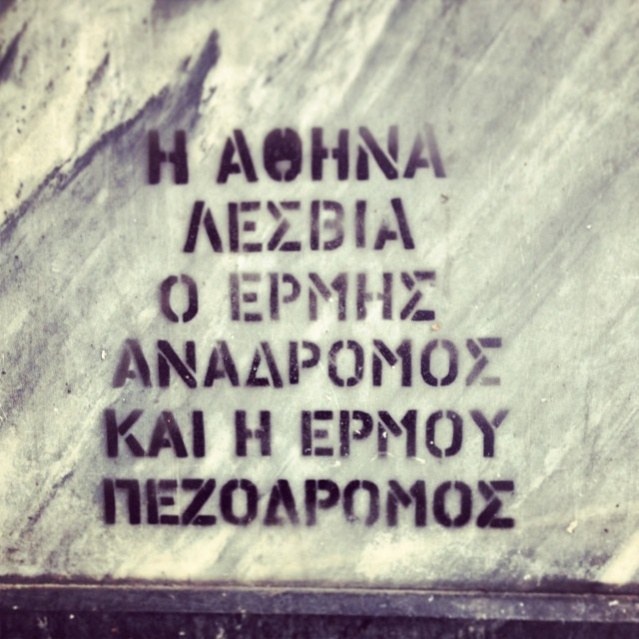 Η ΑΘΗΝΑ
ΛΕΣΒΙΑ
Ο ΕΡΜΗΣ
ΑΝΑΔΡΟΜΟΣ
ΚΑΙ Η ΕΡΜΟΥ
ΠΕΖΟΔΡΟΜΟΣ